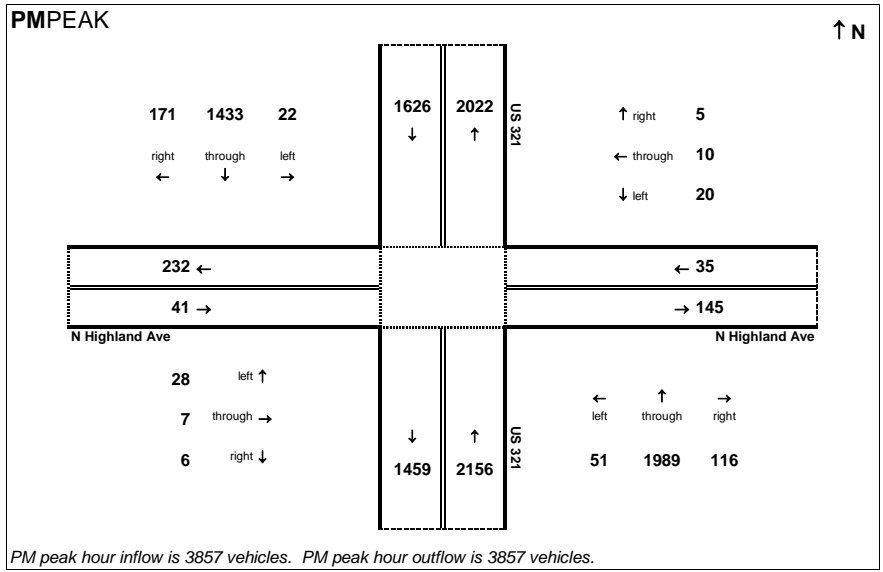 PMPEAK
↑ N
171 1433 22
right through left
← ↓ →
1626 2022
↓ ↑
US 321
↑ right 5
← through 10
↓ left 20
232 ←
← 35
41 →
→ 145
N Highland Ave
N Highland Ave
28 left ↑
7 through →
6 right ↓
↓ ↑
1459 2156
US 321
← ↑ →
left through right
51 1989 116
PM peak hour inflow is 3857 vehicles. PM peak hour outflow is 3857 vehicles.